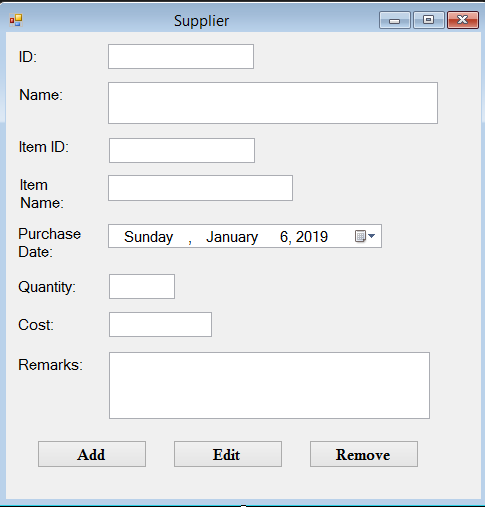 Supplier
ID:
Name:
Item ID:
Item
Name:
Purchase
Date:
Sunday , January 6, 2019
Quantity:
Cost:
Remarks:
Add Edit Remove